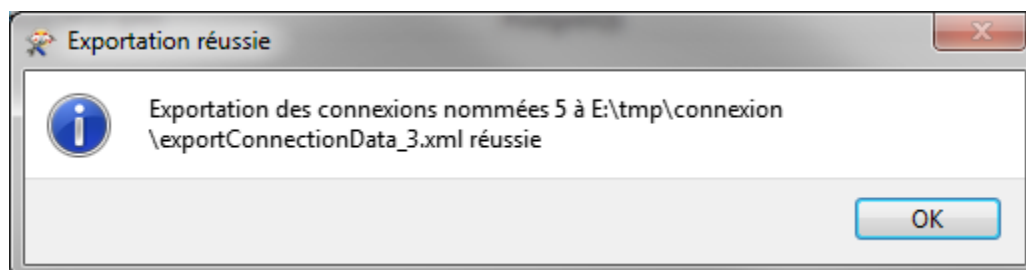 Exportation réussie
Exportation des connexions nommées 5 à E:\tmp\connexion
\exportConnectionData_3.xml réussie
OK